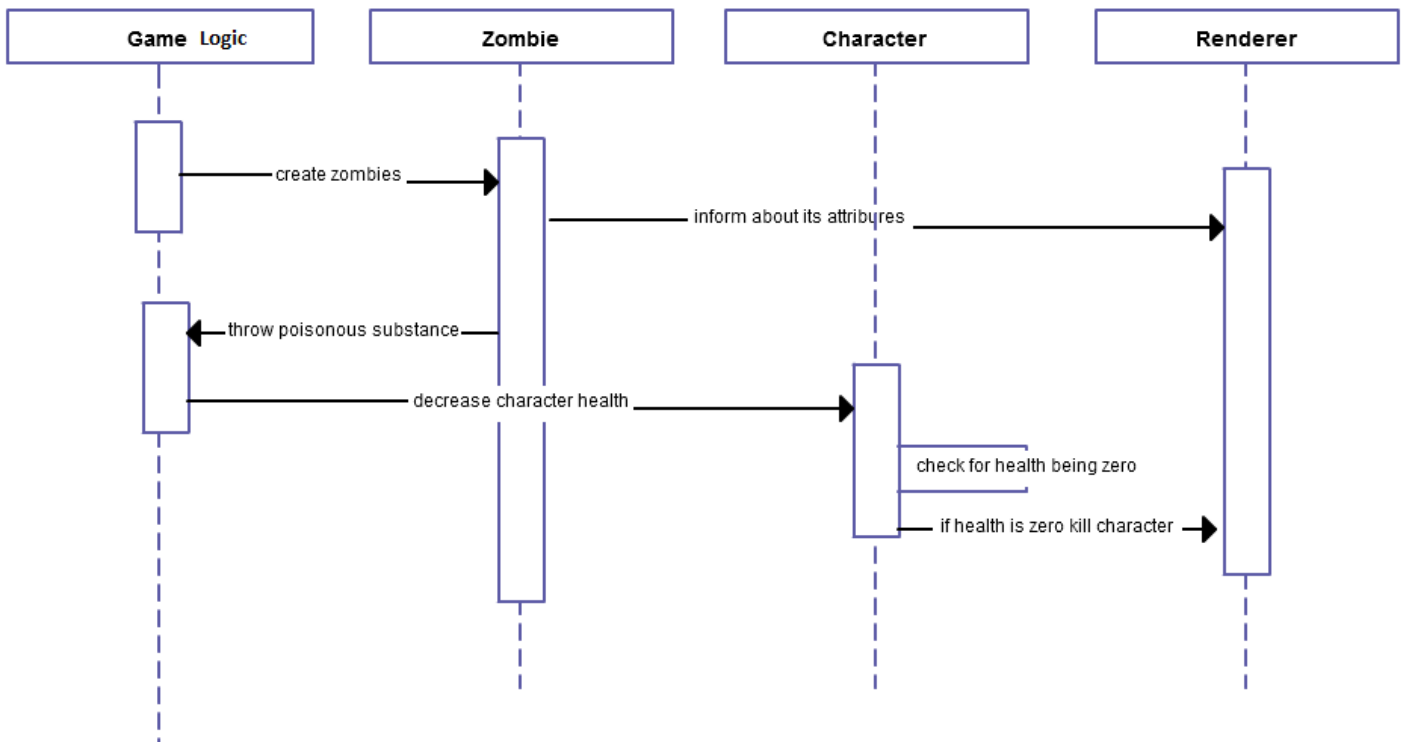 Game Logic
Zombie
Character
Renderer
create zombies
inform about its attribures
throw poisonous substance
decrease character health
check for health being zero
if health is zero kill character